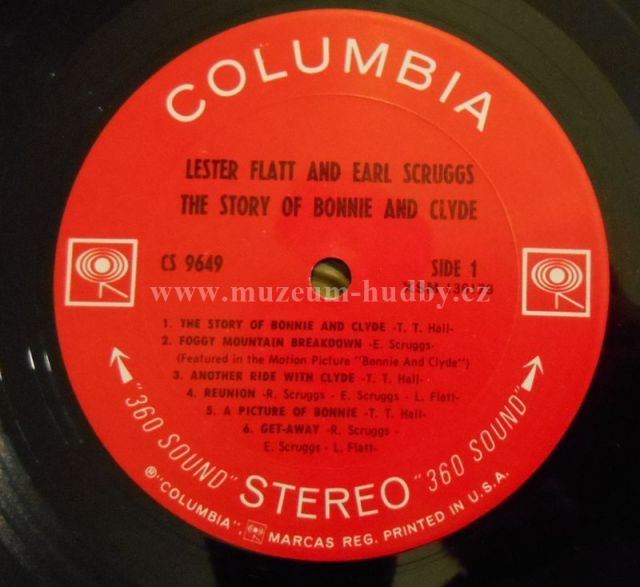 COLUMBIA
LESTER FLATT AND EARL SCRUGGS
THE STORY OF BONNIE AND CLYDE
CS 9649
SIDE 1
www.muzeum-hudby.cz
1. THE STORY OF BONNIE AND CLYDE -T. T. Hall-
2. FOGGY MOUNTAIN BREAKDOWN -E. Scruggs-
(Featured in the Motion Picture "Bonnie And Clyde")
3. ANOTHER RIDE WITH CLYDE -T. T. Hall-
4. REUNION -R. Scruggs - E. Scruggs - L. Flatt-
5. A PICTURE OF BONNIE -T. T. Hall-
6. GET-AWAY -R. Scruggs -
E. Scruggs - L. Flatt-
"360 SOUND" STEREO "360 SOUND"
Ⓡ"COLUMBIA", MARCAS REG. PRINTED IN U.S.A.